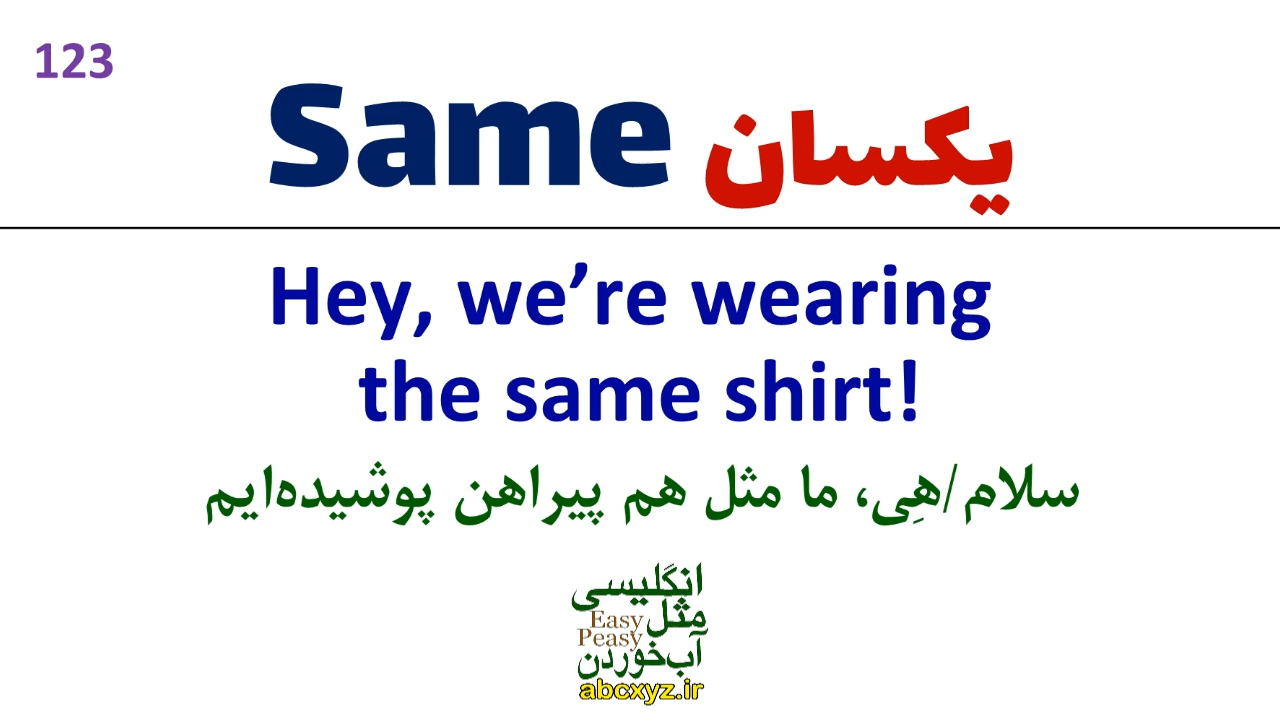 123
Same یکسان
Hey, we’re wearing
the same shirt!
سلام/هِی، ما مثل هم پیراهن پوشیده‌ایم
انگلیسی
مثل Easy
Peasy
آب‌خوردن
abcxyz.ir